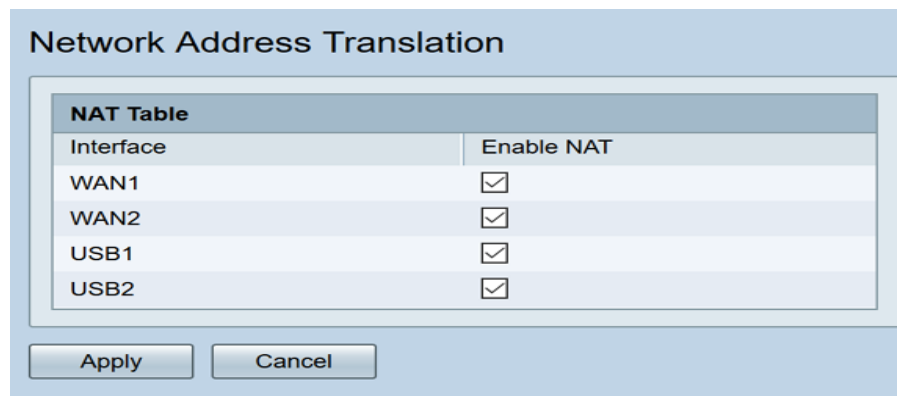 Network Address Translation
NAT Table
Interface Enable NAT
WAN1
WAN2
USB1
USB2
Apply Cancel